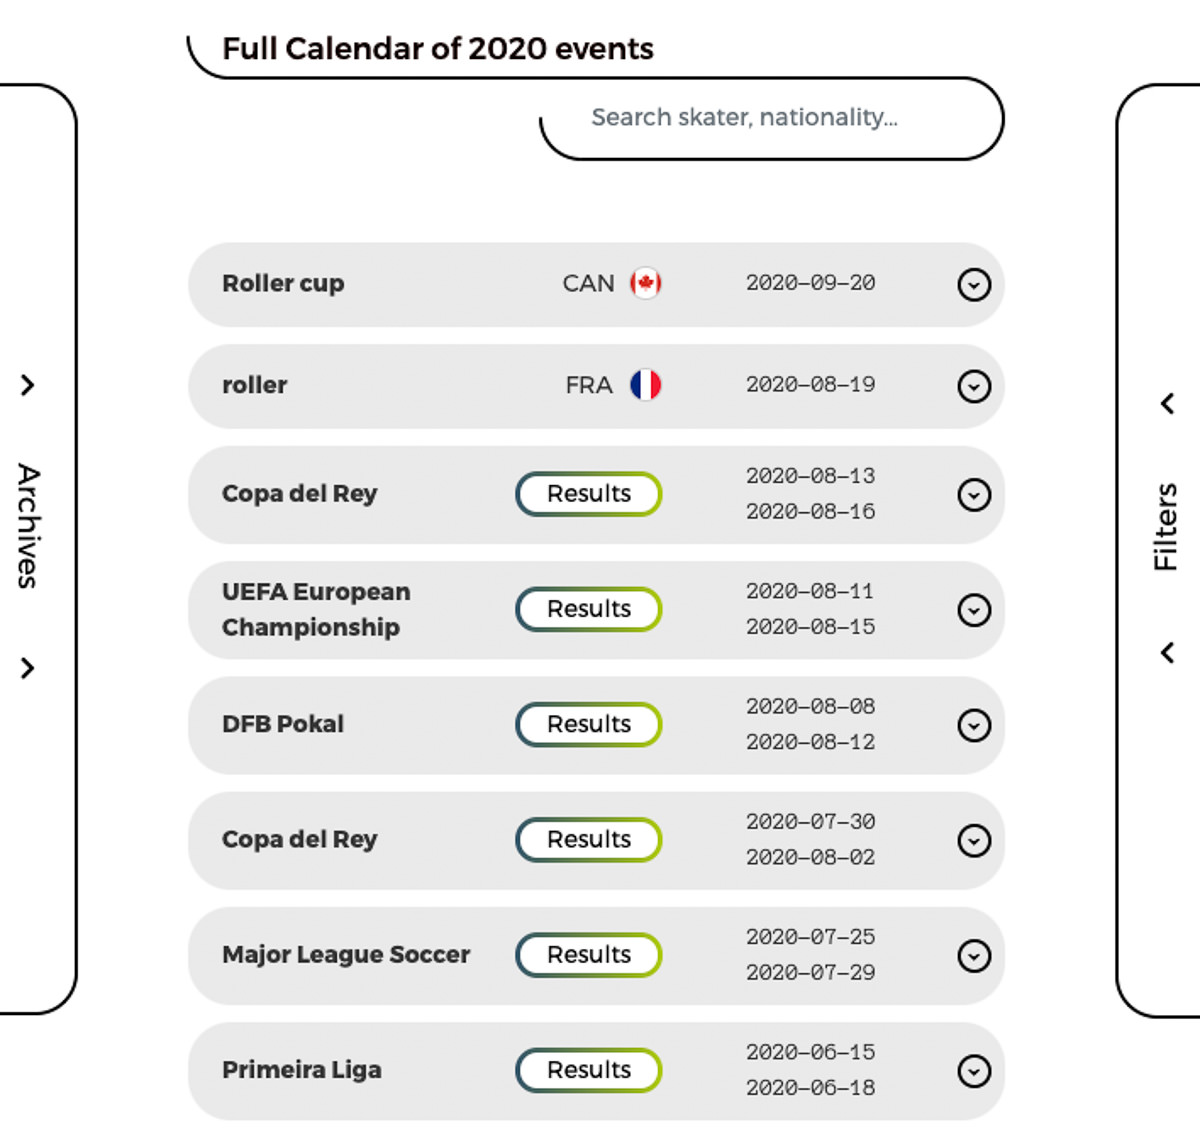 Full Calendar of 2020 events
Search skater, nationality...
Archives
Filters
Roller cup CAN 2020-09-20
roller FRA 2020-08-19
Copa del Rey Results 2020-08-13
2020-08-16
UEFA European
Championship Results 2020-08-11
2020-08-15
DFB Pokal Results 2020-08-08
2020-08-12
Copa del Rey Results 2020-07-30
2020-08-02
Major League Soccer Results 2020-07-25
2020-07-29
Primeira Liga Results 2020-06-15
2020-06-18